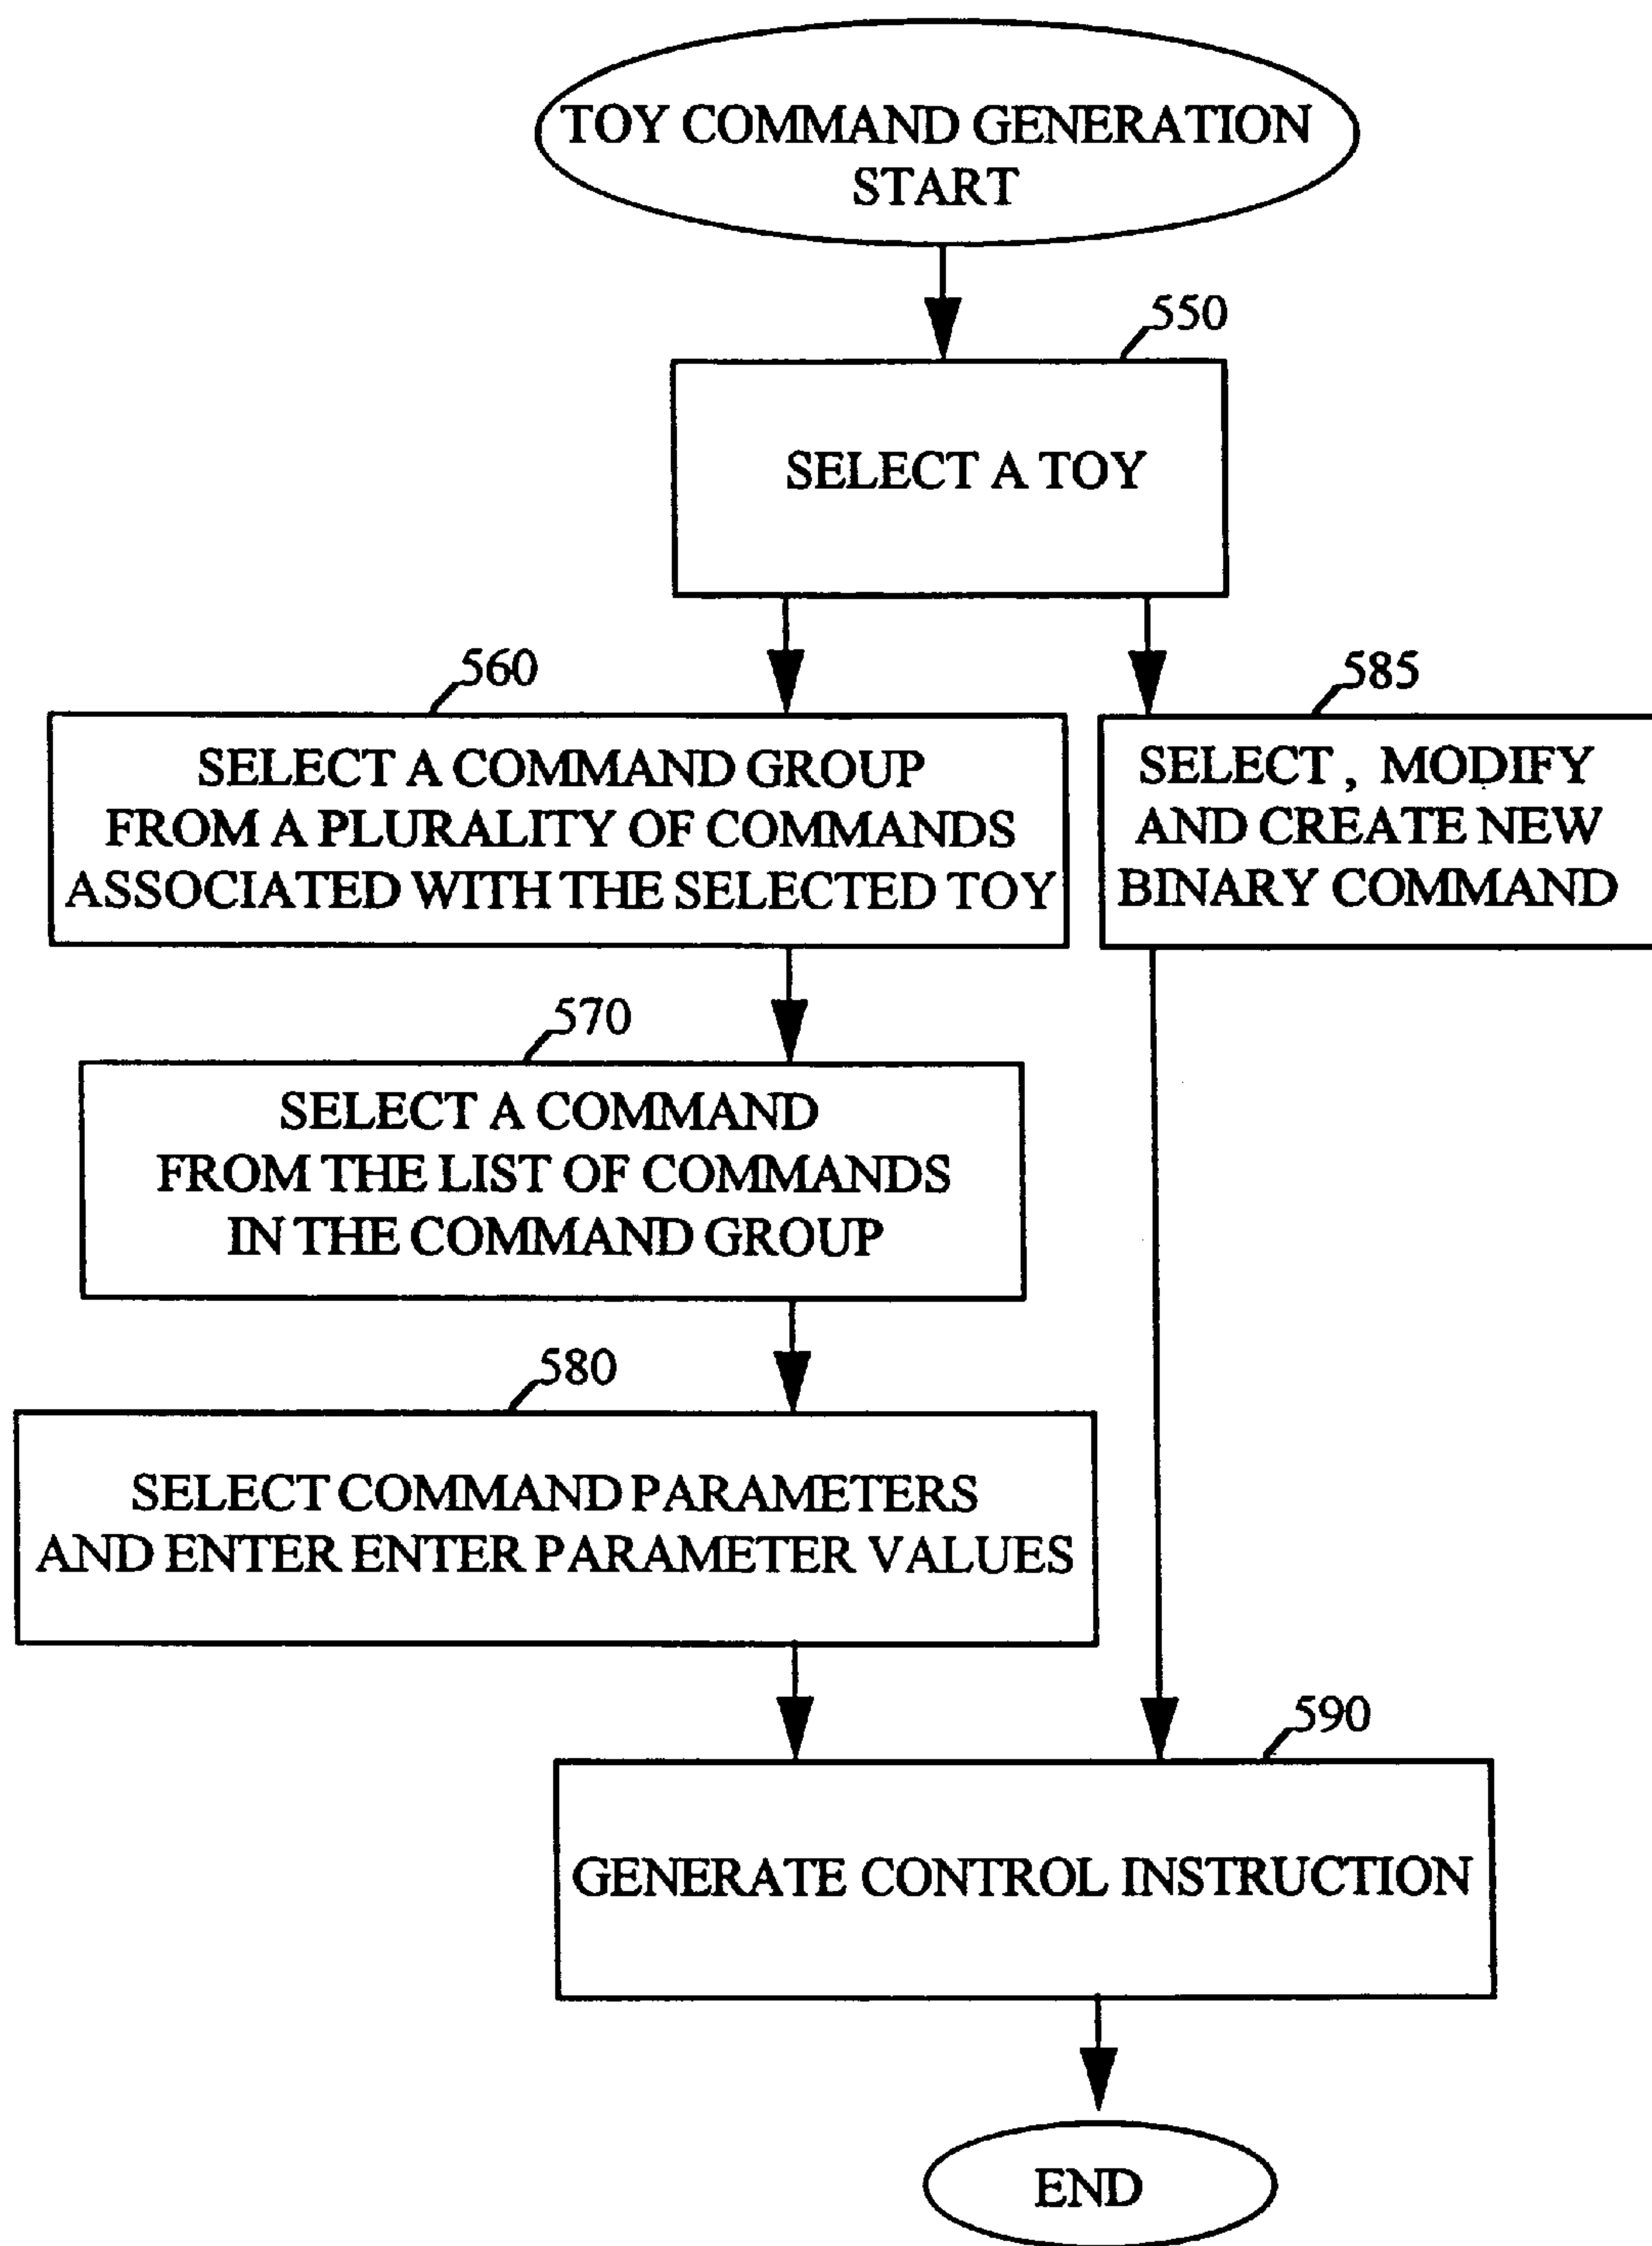 TOY COMMAND GENERATION
START
550
SELECT A TOY
560
SELECT A COMMAND GROUP
FROM A PLURALITY OF COMMANDS
ASSOCIATED WITH THE SELECTED TOY
585
SELECT , MODIFY
AND CREATE NEW
BINARY COMMAND
570
SELECT A COMMAND
FROM THE LIST OF COMMANDS
IN THE COMMAND GROUP
580
SELECT COMMAND PARAMETERS
AND ENTER ENTER PARAMETER VALUES
590
GENERATE CONTROL INSTRUCTION
END